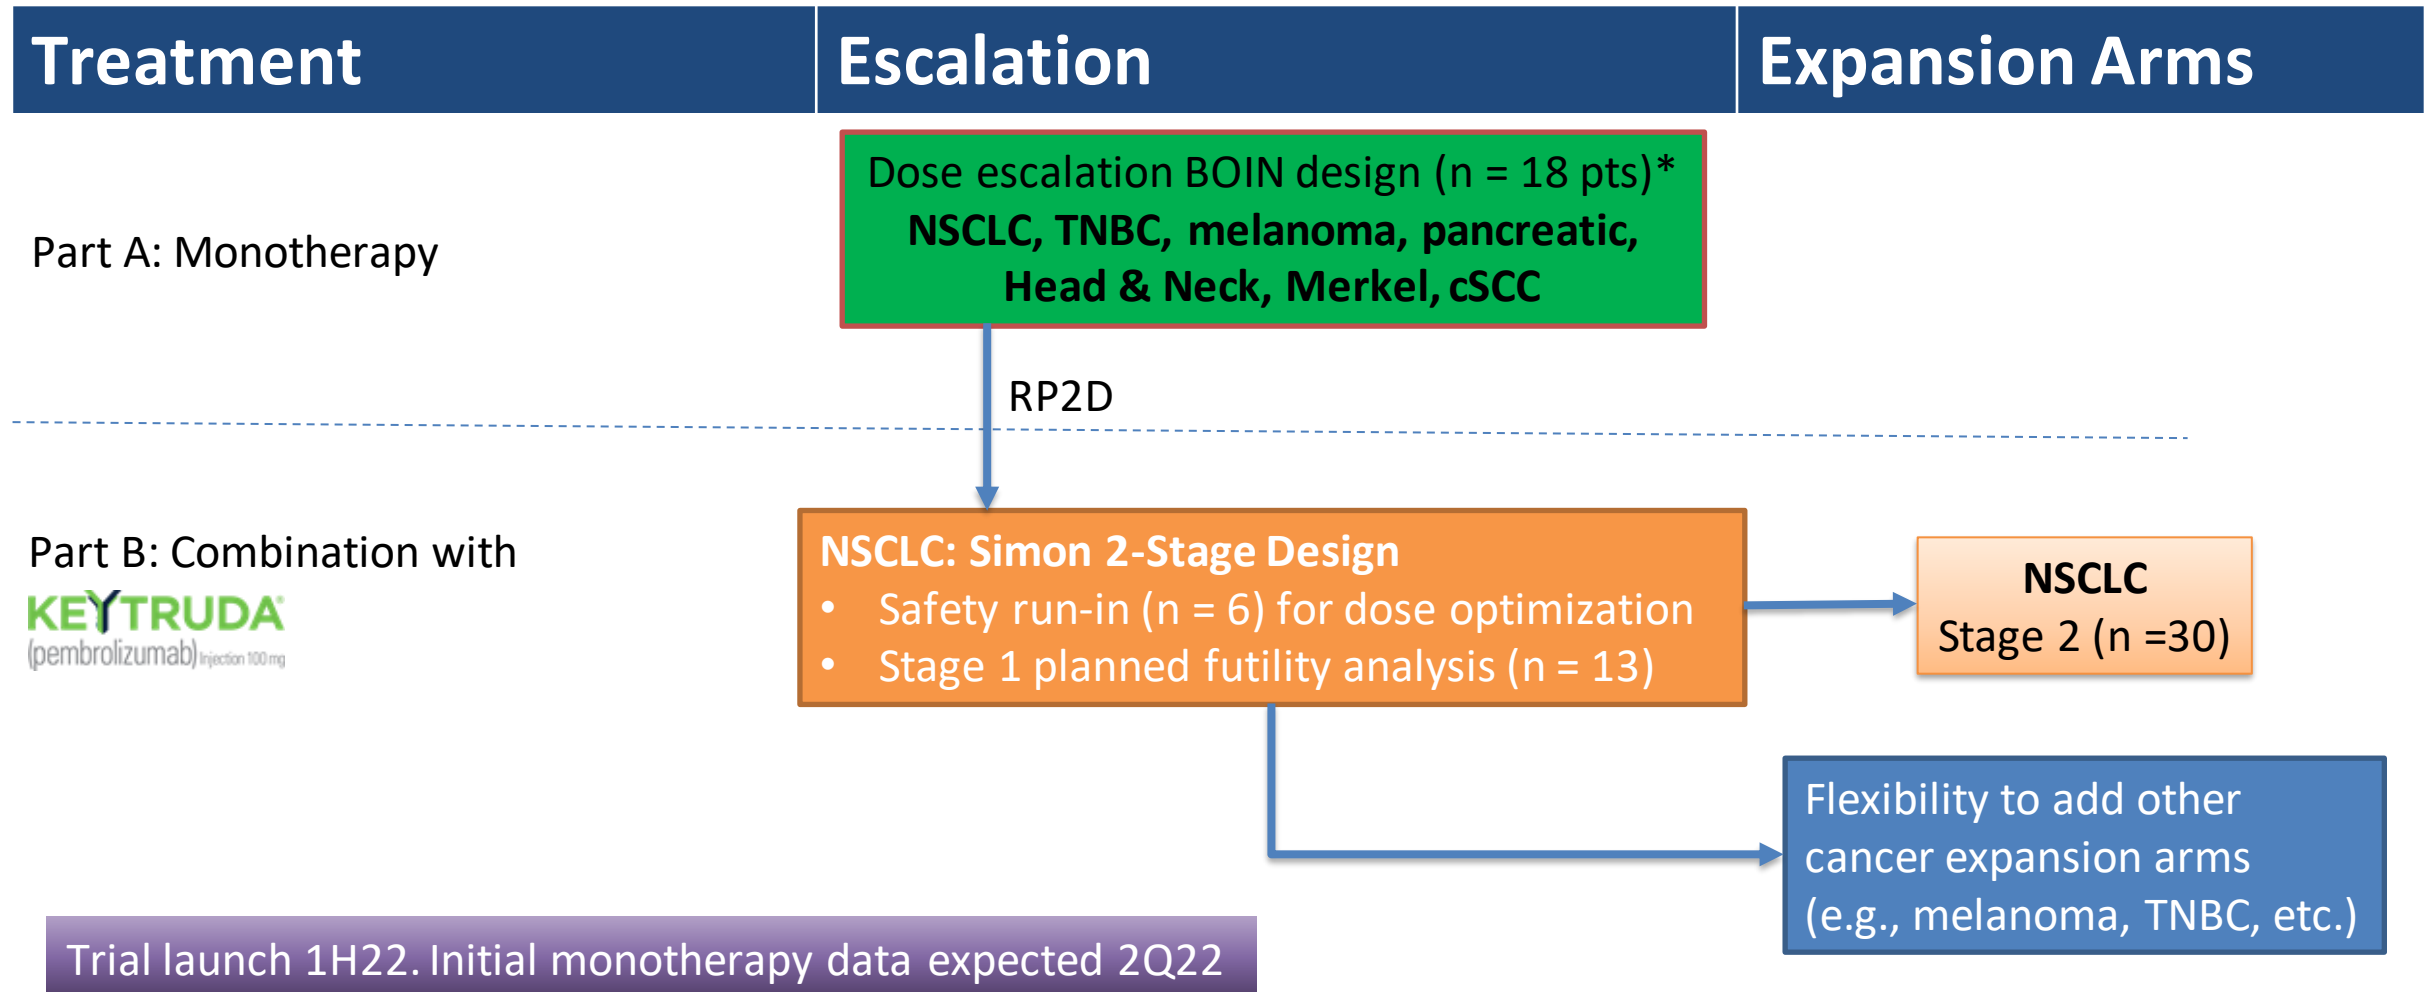 Treatment
Escalation
Expansion Arms
Part A: Monotherapy
Dose escalation BOIN design (n = 18 pts)*
NSCLC, TNBC, melanoma, pancreatic,
Head & Neck, Merkel, cSCC
RP2D
Part B: Combination with
KEYTRUDA
(pembrolizumab) Injection 100 mg
NSCLC: Simon 2-Stage Design
• Safety run-in (n = 6) for dose optimization
• Stage 1 planned futility analysis (n = 13)
NSCLC
Stage 2 (n =30)
Flexibility to add other
cancer expansion arms
(e.g., melanoma, TNBC, etc.)
Trial launch 1H22. Initial monotherapy data expected 2Q22